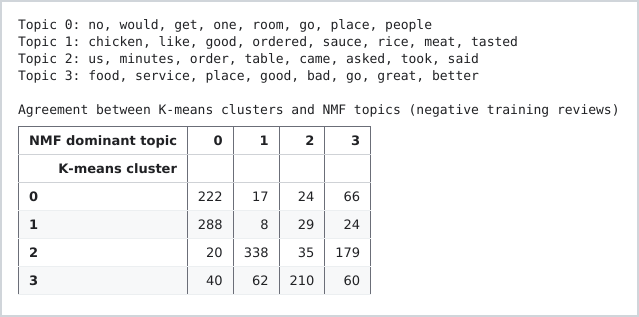 Topic 0: no, would, get, one, room, go, place, people
Topic 1: chicken, like, good, ordered, sauce, rice, meat, tasted
Topic 2: us, minutes, order, table, came, asked, took, said
Topic 3: food, service, place, good, bad, go, great, better
Agreement between K-means clusters and NMF topics (negative training reviews)
NMF dominant topic 0 1 2 3
K-means cluster
0 222 17 24 66
1 288 8 29 24
2 20 338 35 179
3 40 62 210 60